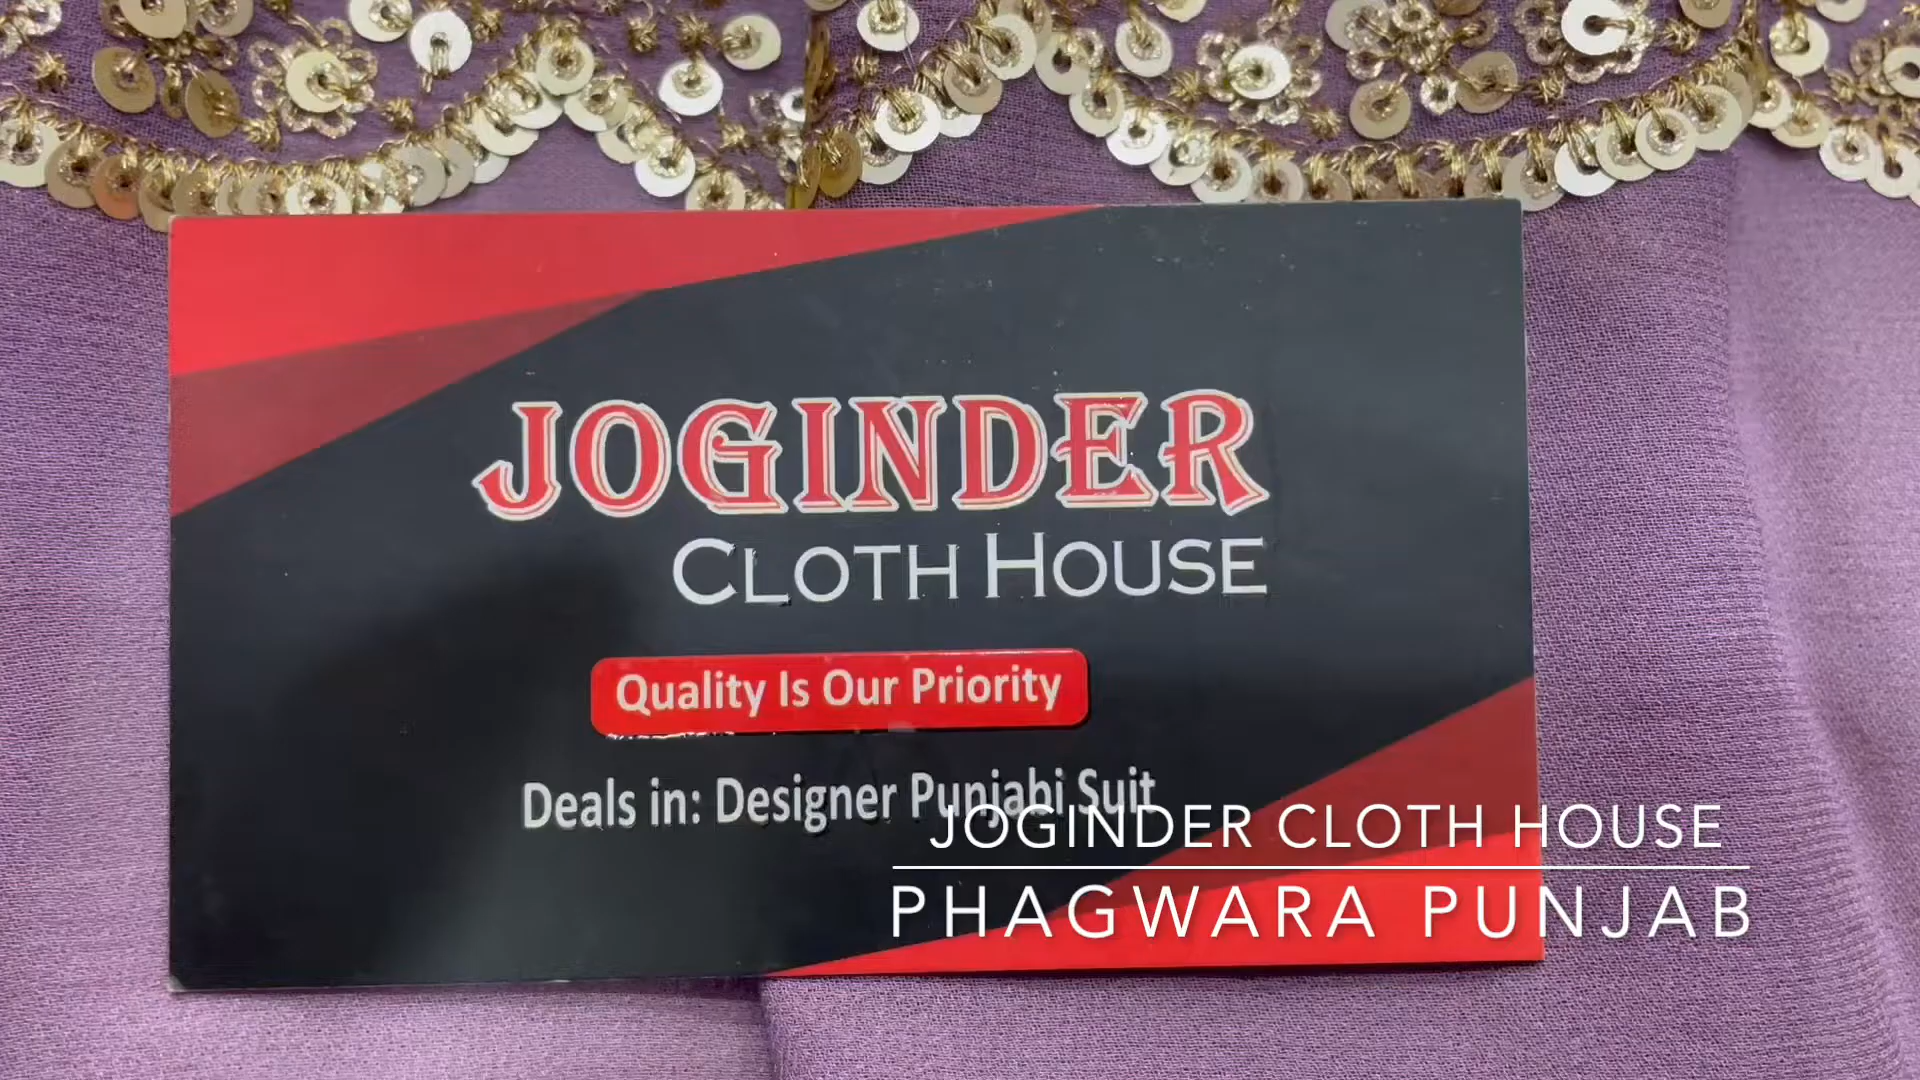 JOGINDER
CLOTH HOUSE
Quality Is Our Priority
Deals in: Designer Punjabi Suit
JOGINDER CLOTH HOUSE
PHAGWARA PUNJAB